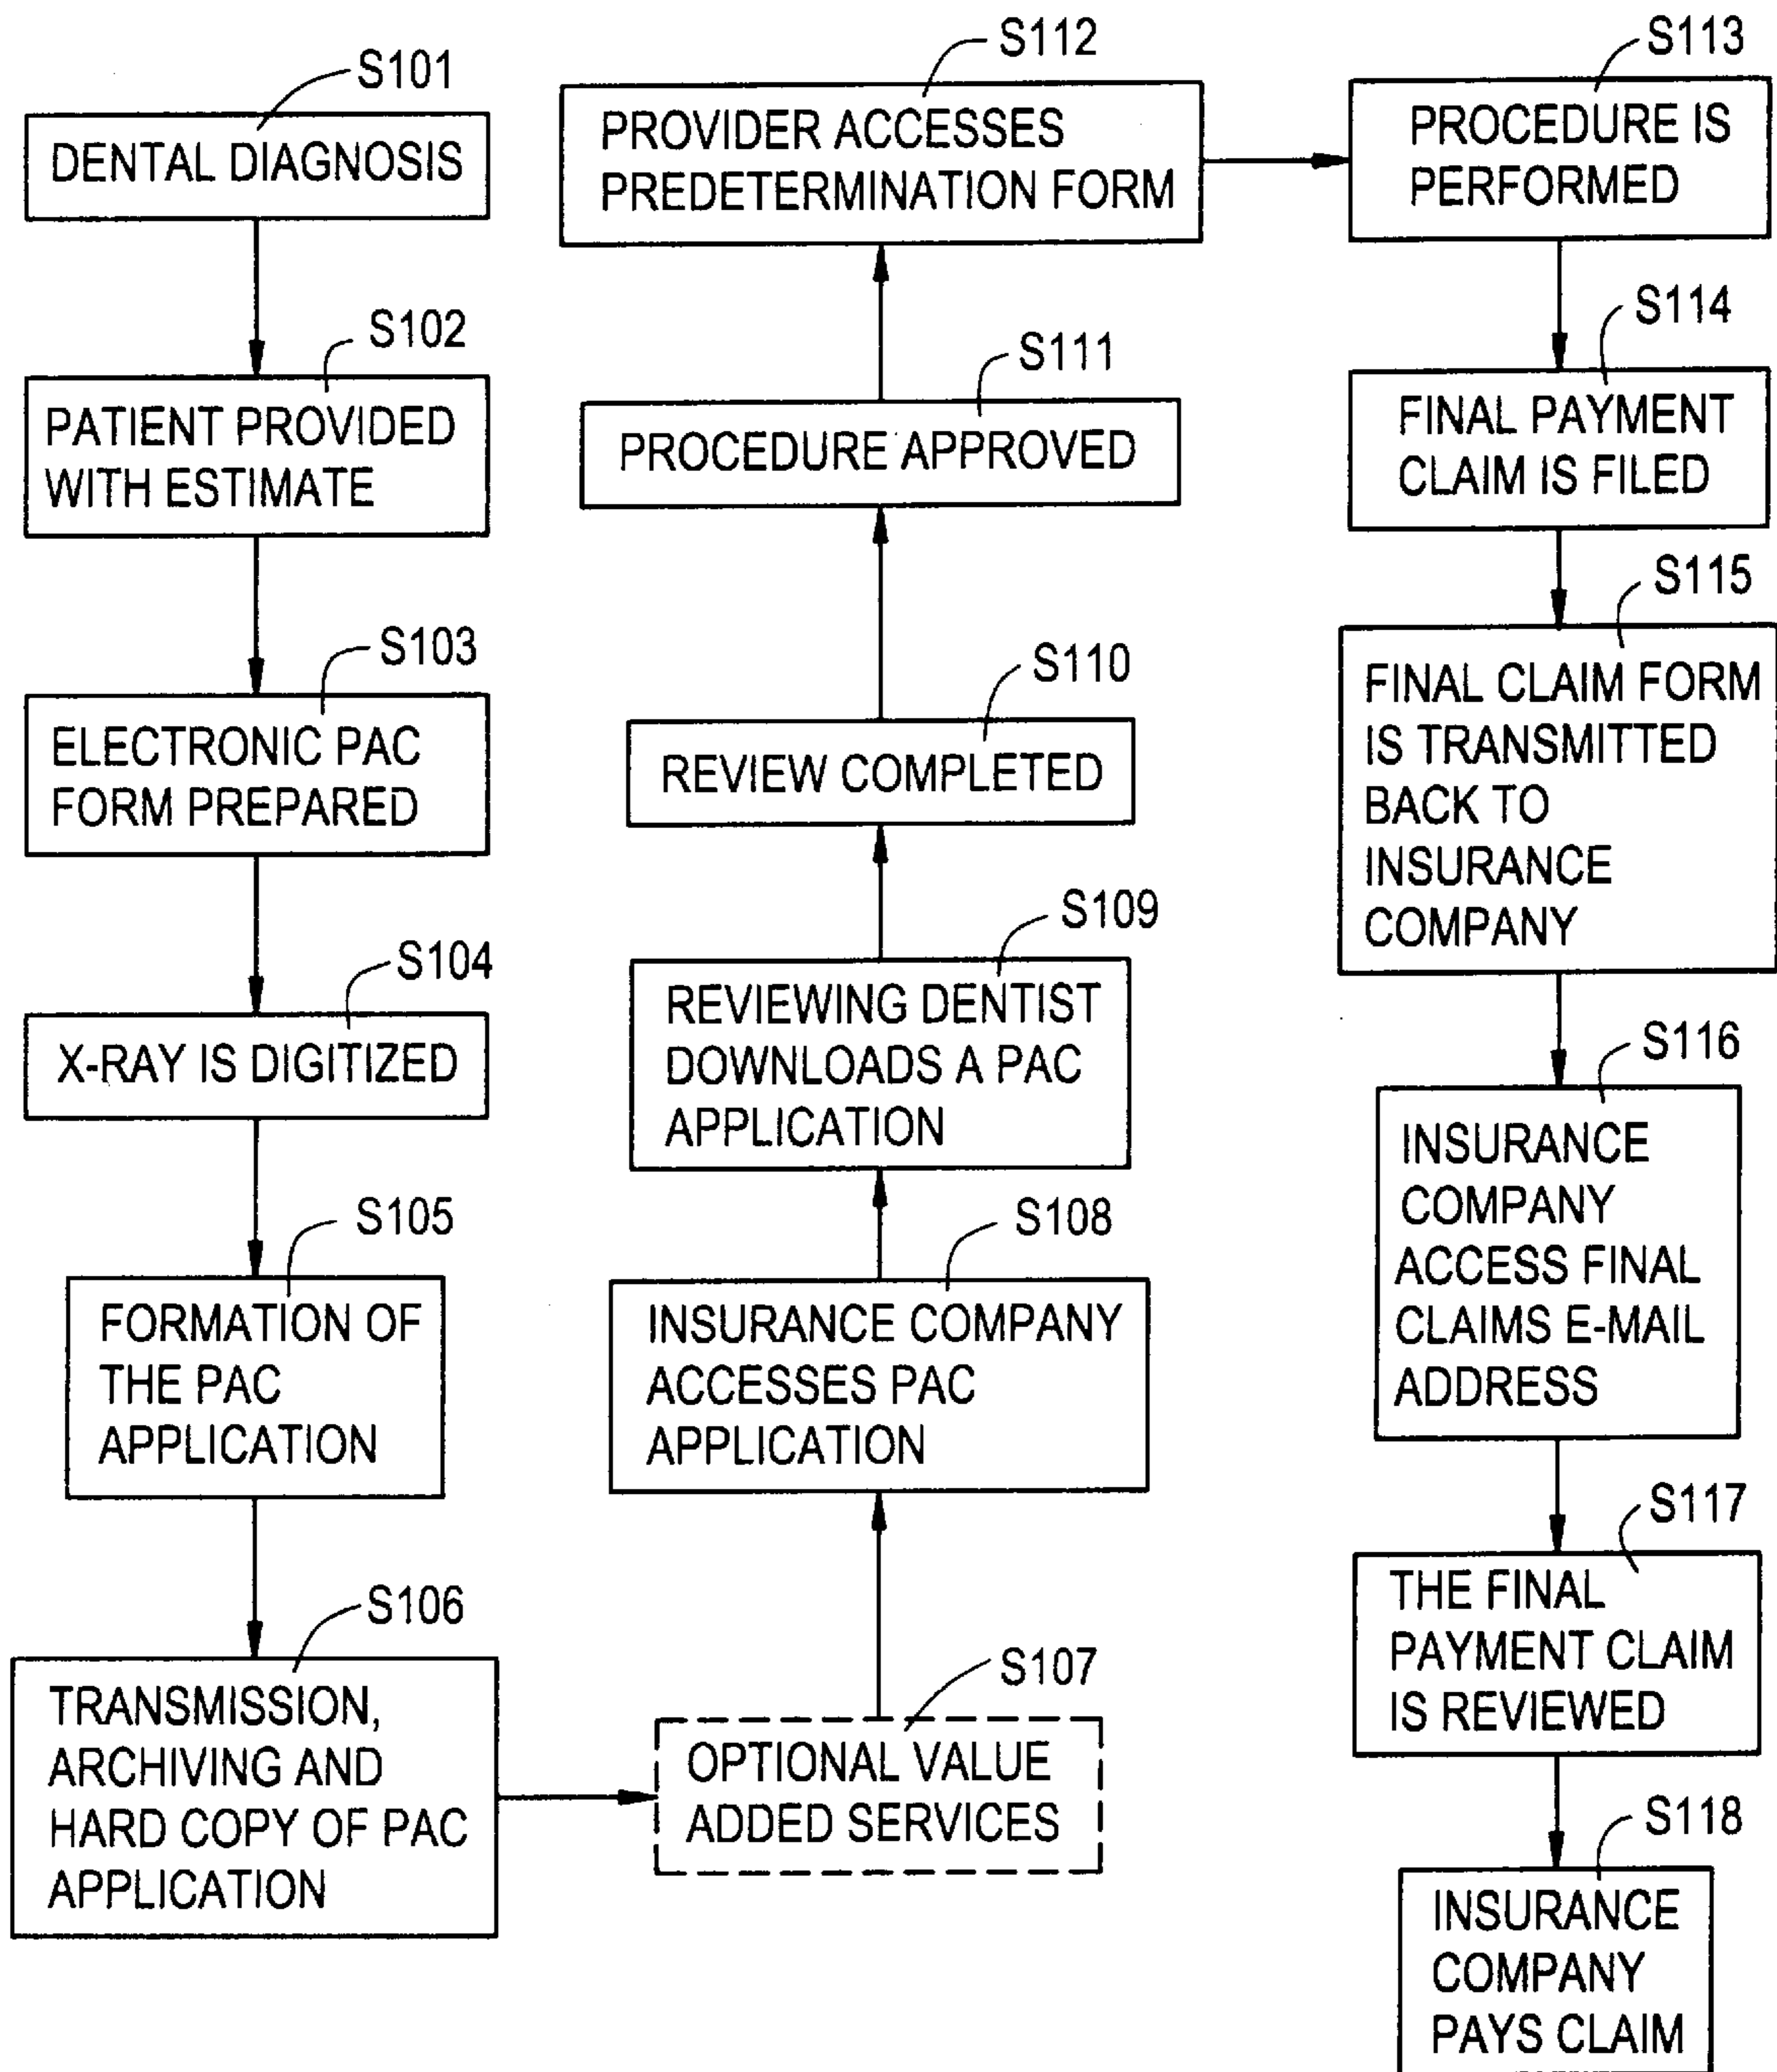 S101
DENTAL DIAGNOSIS
S102
PATIENT PROVIDED
WITH ESTIMATE
S103
ELECTRONIC PAC
FORM PREPARED
S104
X-RAY IS DIGITIZED
S105
FORMATION OF
THE PAC
APPLICATION
S106
TRANSMISSION,
ARCHIVING AND
HARD COPY OF PAC
APPLICATION
S107
OPTIONAL VALUE
ADDED SERVICES
S108
INSURANCE COMPANY
ACCESSES PAC
APPLICATION
S109
REVIEWING DENTIST
DOWNLOADS A PAC
APPLICATION
S110
REVIEW COMPLETED
S111
PROCEDURE APPROVED
S112
PROVIDER ACCESSES
PREDETERMINATION FORM
S113
PROCEDURE IS
PERFORMED
S114
FINAL PAYMENT
CLAIM IS FILED
S115
FINAL CLAIM FORM
IS TRANSMITTED
BACK TO
INSURANCE
COMPANY
S116
INSURANCE
COMPANY
ACCESS FINAL
CLAIMS E-MAIL
ADDRESS
S117
THE FINAL
PAYMENT CLAIM
IS REVIEWED
S118
INSURANCE
COMPANY
PAYS CLAIM